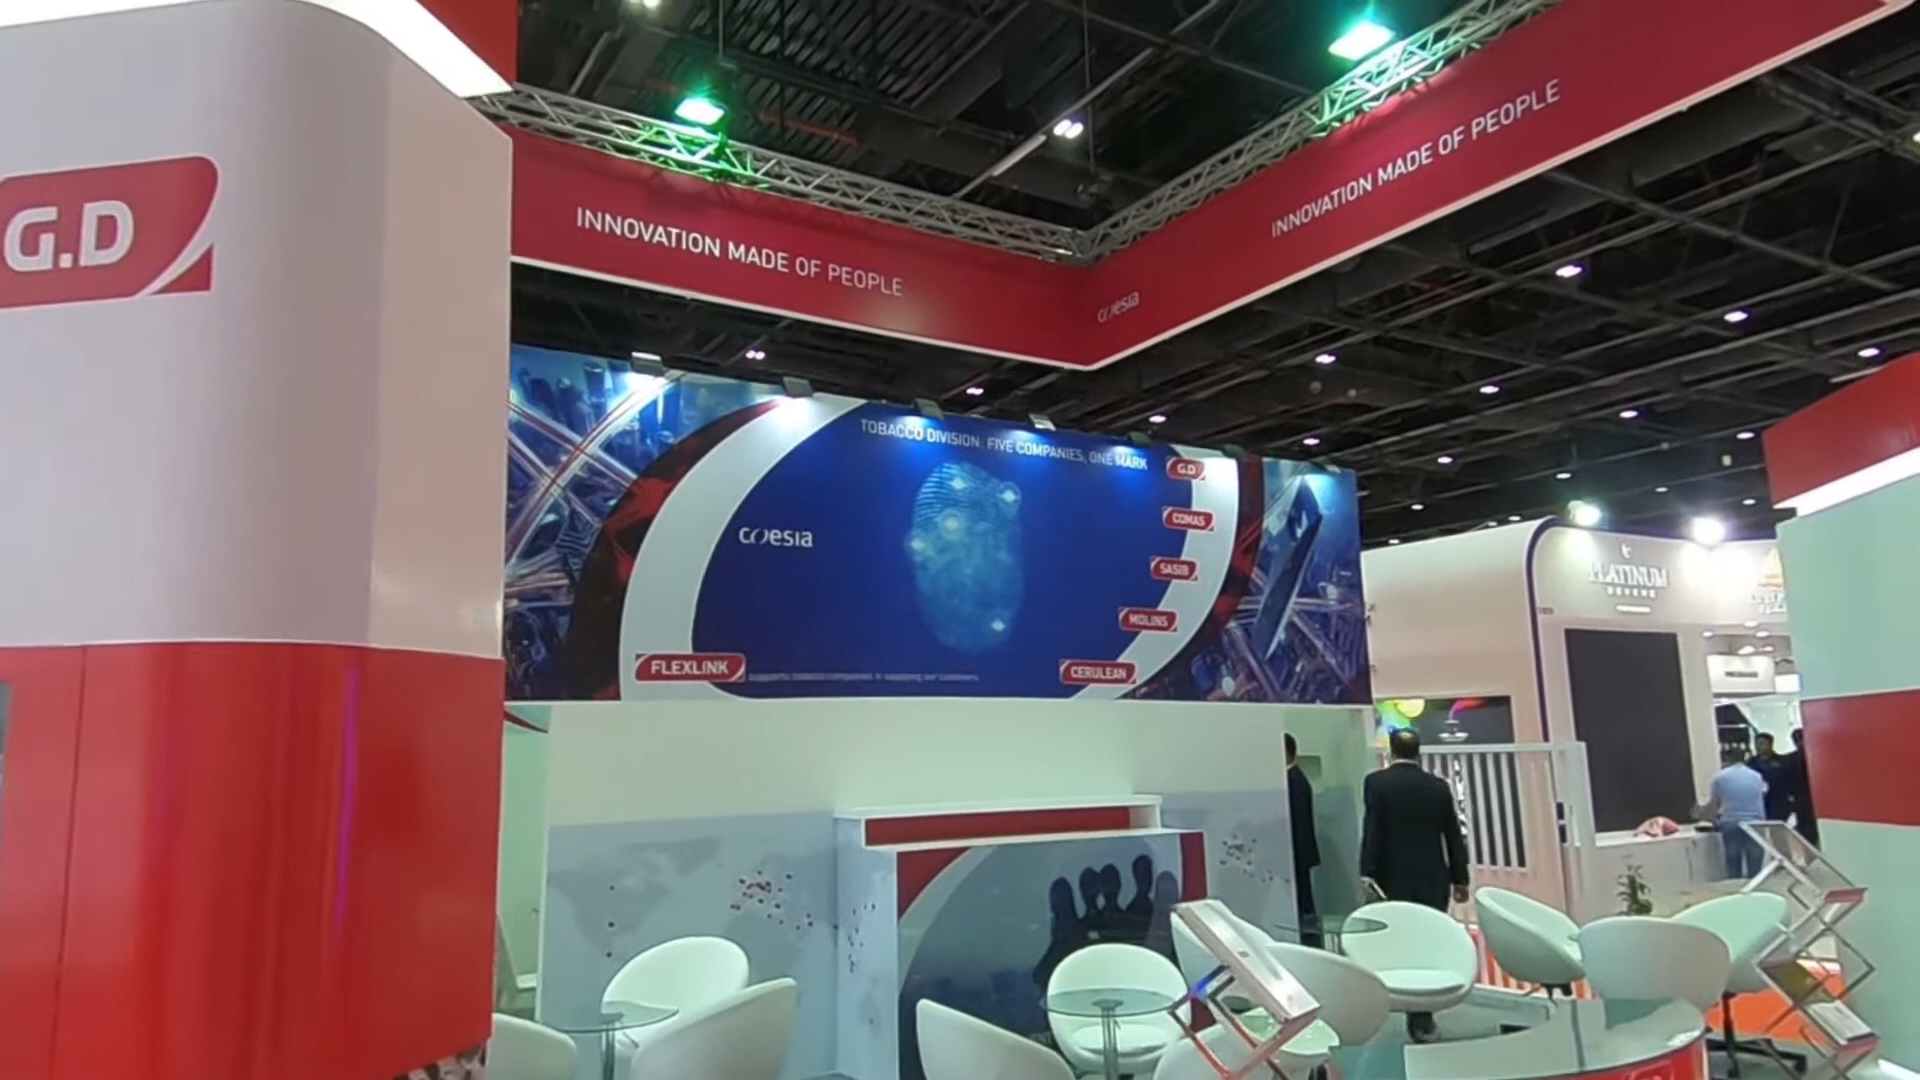 G.D
INNOVATION MADE OF PEOPLE
INNOVATION MADE OF PEOPLE
coesia
TOBACCO DIVISION: FIVE COMPANIES, ONE MARK
G.D
COMAS
coesia
SASIB
MOLINS
FLEXLINK
CERULEAN
PLATINUM
SEVENS